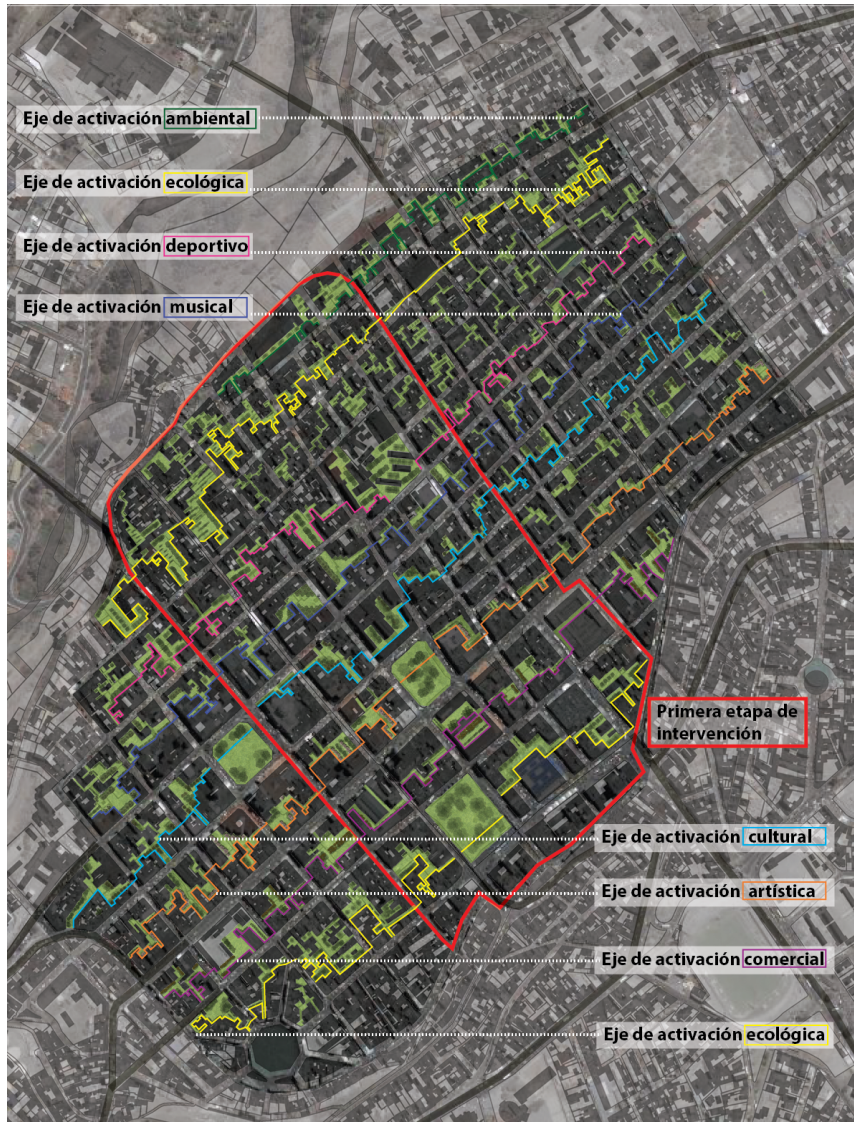 Eje de activación ambiental
Eje de activación ecológica
Eje de activación deportivo
Eje de activación musical
Primera etapa de
intervención
Eje de activación cultural
Eje de activación artística
Eje de activación comercial
Eje de activación ecológica